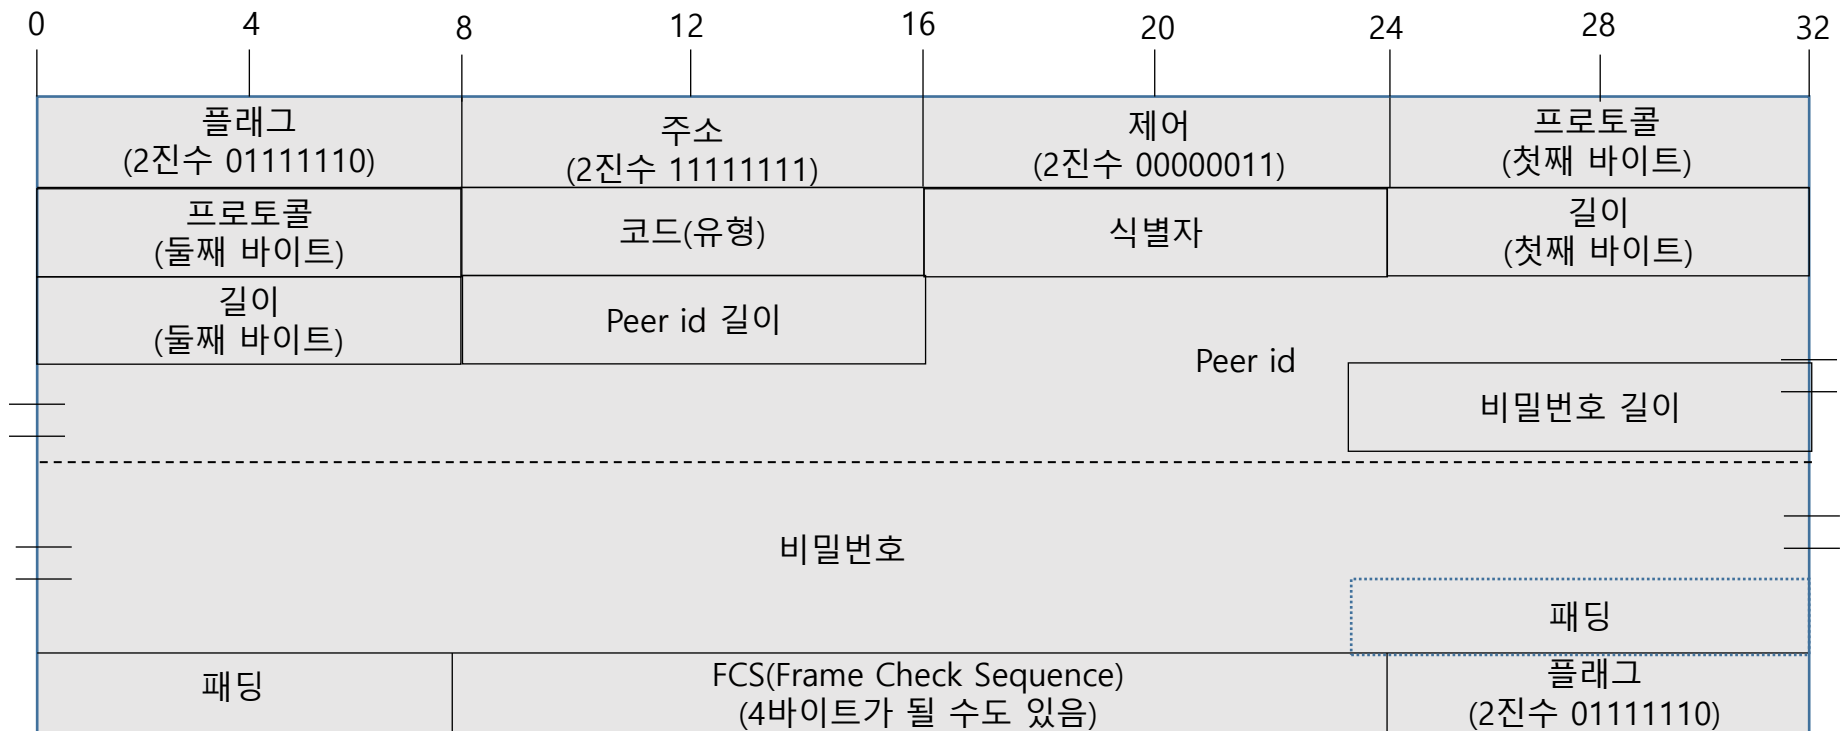 0 4 8 12 16 20 24 28 32
플래그
(2진수 01111110)
주소
(2진수 11111111)
제어
(2진수 00000011)
프로토콜
(첫째 바이트)
프로토콜
(둘째 바이트)
코드(유형)
식별자
길이
(첫째 바이트)
길이
(둘째 바이트)
Peer id 길이
Peer id
비밀번호 길이
비밀번호
패딩
패딩
FCS(Frame Check Sequence)
(4바이트가 될 수도 있음)
플래그
(2진수 01111110)